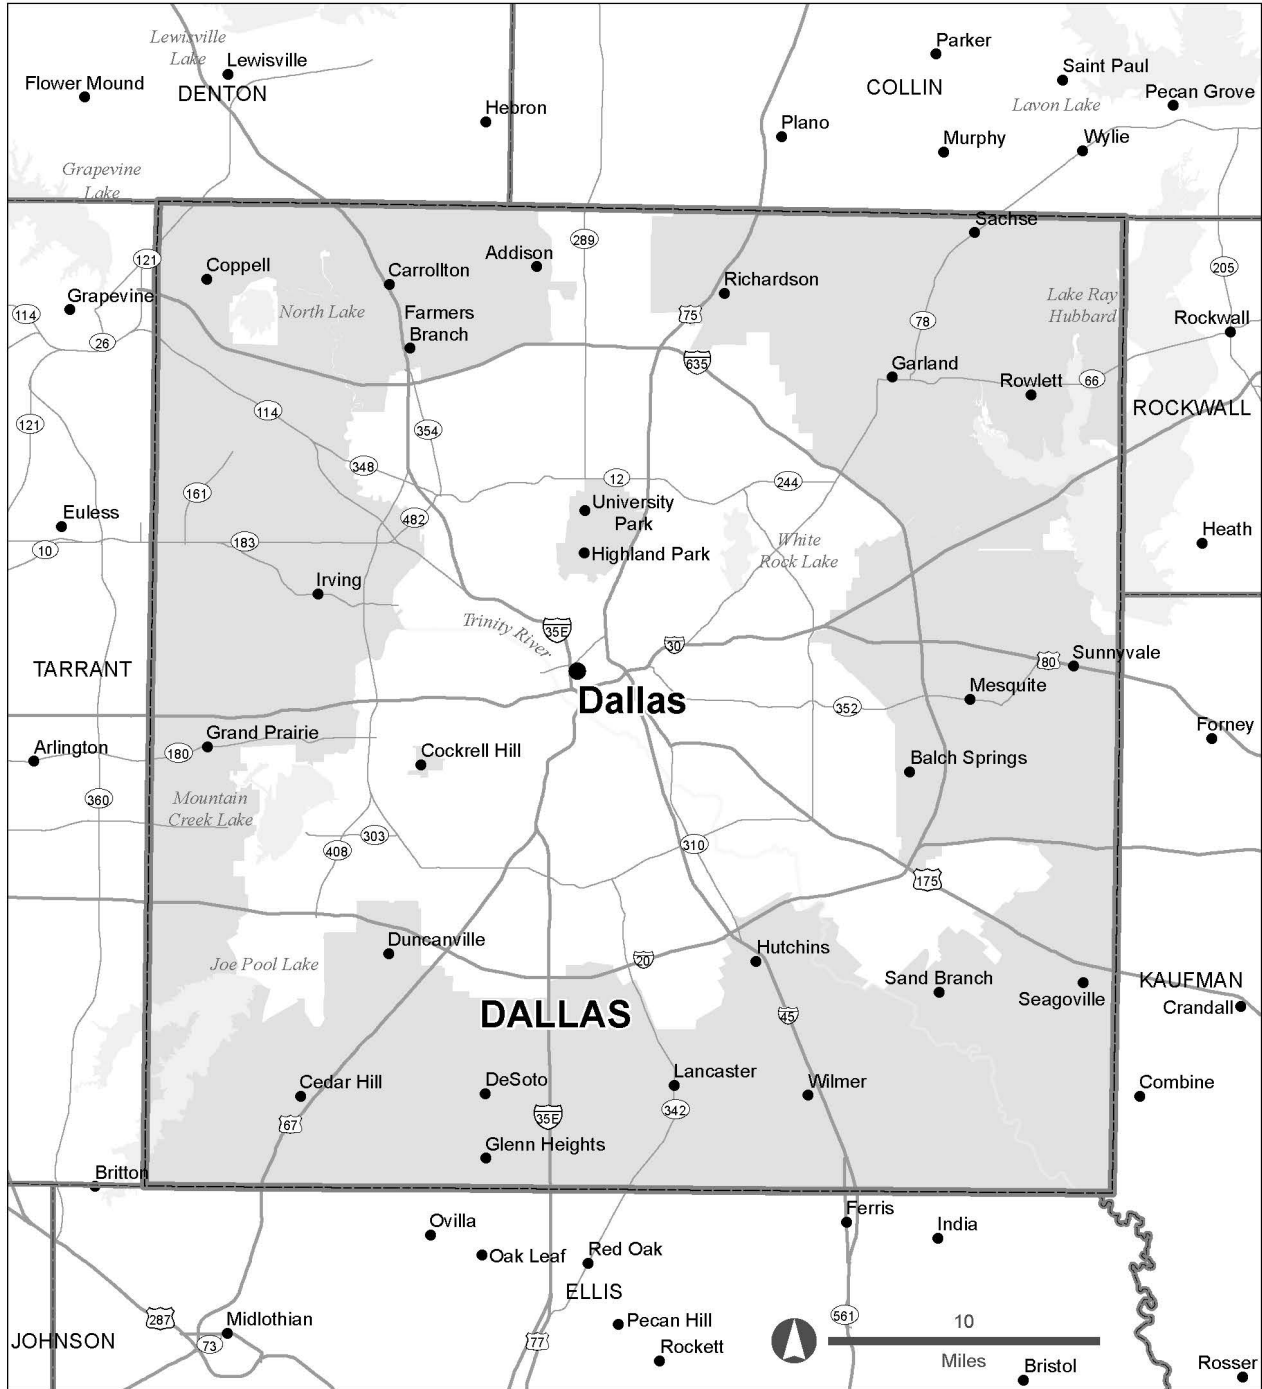 Lewisville
Lake
Lewisville
Flower Mound
DENTON
Hebron
Parker
COLLIN
Saint Paul
Lavon Lake
Pecan Grove
Plano
Murphy
Wylie
Grapevine
Lake
Sachse
289
Addison
121
Coppell
Carrollton
Richardson
205
Grapevine
114
North Lake
Farmers
Branch
75
78
Lake Ray
Hubbard
Rockwall
26
635
Garland
Rowlett
66
114
121
354
ROCKWALL
348
12
244
161
University
Park
482
Euless
10
183
Highland Park
White
Rock Lake
Heath
Irving
Trinity River
35E
30
TARRANT
80
Sunnyvale
Dallas
Mesquite
352
Grand Prairie
Forney
Arlington
180
Cockrell Hill
Balch Springs
360
Mountain
Creek Lake
303
408
310
175
Duncanville
Joe Pool Lake
20
Hutchins
Sand Branch
Seagoville
KAUFMAN
Crandall
DALLAS
45
Cedar Hill
DeSoto
Lancaster
Wilmer
Combine
67
35E
342
Glenn Heights
Britton
Ovilla
Ferris
India
Oak Leaf
Red Oak
ELLIS
287
Midlothian
73
JOHNSON
77
Pecan Hill
Rockett
561
10
Miles
Bristol
Rosser